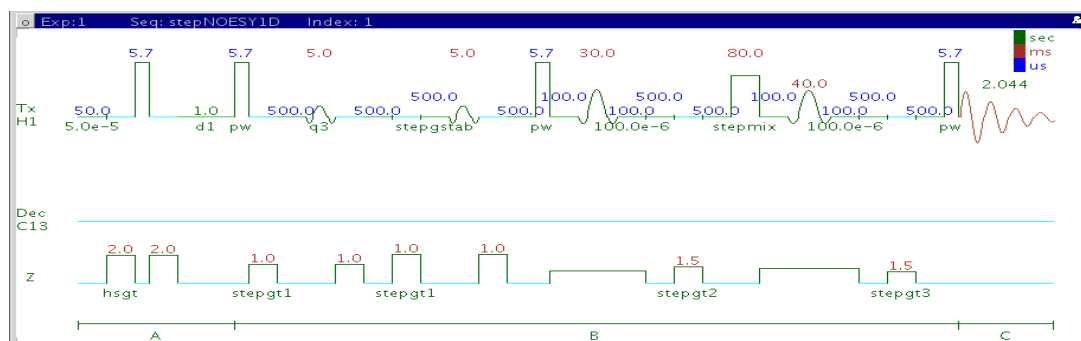 Exp:1 Seq: stepNOESY1D Index: 1
sec
ms
us
5.7 5.7 5.0 5.0 5.7 30.0 80.0 5.7
2.044
40.0
500.0 100.0 500.0 100.0 500.0
Tx 50.0 1.0 500.0 500.0 500.0 100.0 500.0 100.0 500.0
H1 5.0e-5 d1 pw q3 stepgstab pw 100.0e-6 stepmix 100.0e-6 pw
Dec
C13
2.0 2.0 1.0 1.0 1.0 1.0 1.5 1.5
Z
hsgt stepgt1 stepgt1 stepgt2 stepgt3
A B C